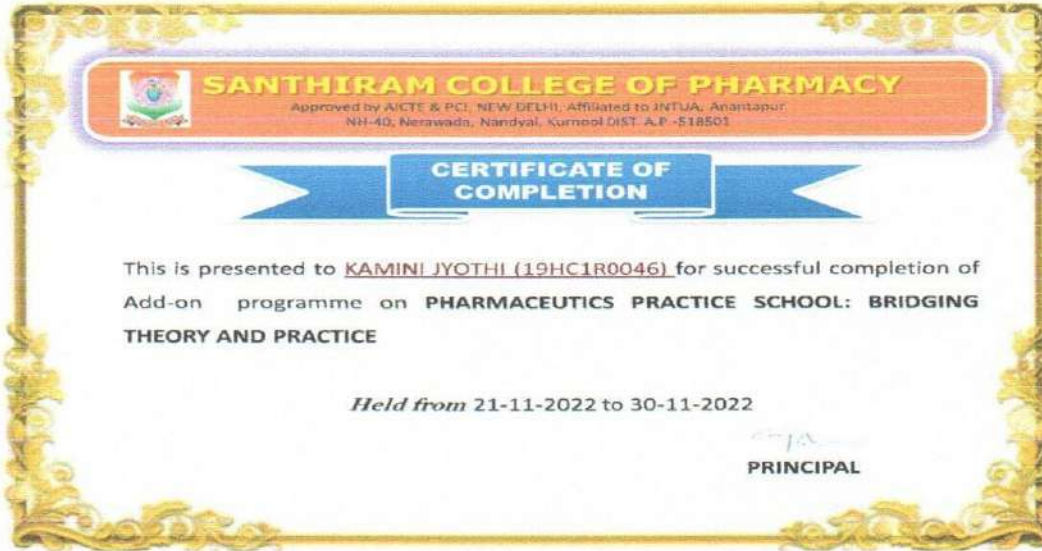 SANTHIRAM COLLEGE OF PHARMACY
Approved by AICTE & PCI, NEW DELHI, Affiliated to JNTUA, Anantapur
NH-40, Nerawada, Nandyal, Kurnool DIST. A.P -518501
CERTIFICATE OF
COMPLETION
This is presented to KAMINI JYOTHI (19HC1R0046) for successful completion of
Add-on programme on PHARMACEUTICS PRACTICE SCHOOL: BRIDGING
THEORY AND PRACTICE
Held from 21-11-2022 to 30-11-2022
PRINCIPAL